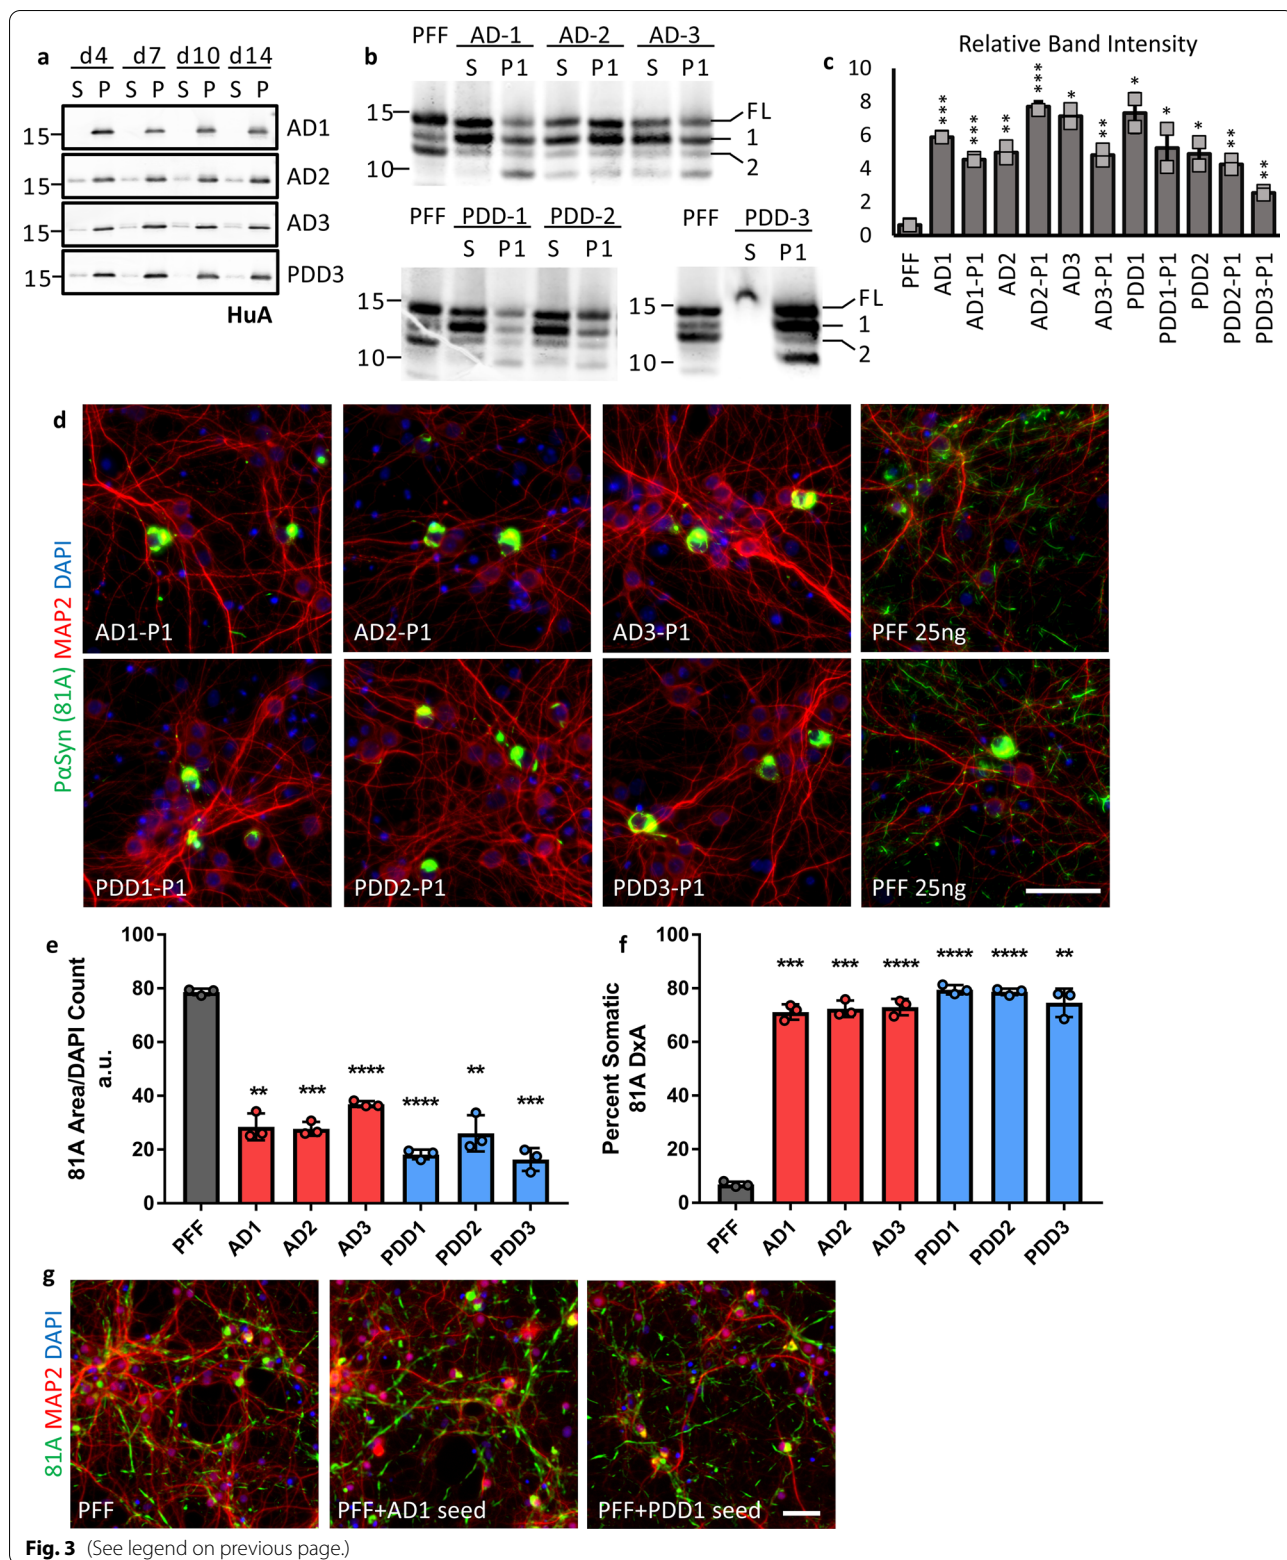 a
d4 d7 d10 d14
S P S P S P S P
15 AD1
15 AD2
15 AD3
15 PDD3
HuA
b
PFF AD-1 AD-2 AD-3
S P1 S P1 S P1
15
10
FL
1
2
PFF PDD-1 PDD-2
S P1 S P1
15
10
PFF PDD-3
S P1
15
10
FL
1
2
c
Relative Band Intensity
10
8
6
4
2
0
*** *** ** *** * ** * * * ** **
PFF AD1 AD1-P1 AD2 AD2-P1 AD3 AD3-P1 PDD1 PDD1-P1 PDD2 PDD2-P1 PDD3-P1
d
PαSyn (81A) MAP2 DAPI
AD1-P1
AD2-P1
AD3-P1
PFF 25ng
PDD1-P1
PDD2-P1
PDD3-P1
PFF 25ng
e
81A Area/DAPI Count
a.u.
100
80
60
40
20
0
** *** **** **** ** ***
PFF AD1 AD2 AD3 PDD1 PDD2 PDD3
f
Percent Somatic
81A DxA
100
80
60
40
20
0
*** *** **** **** **** **
PFF AD1 AD2 AD3 PDD1 PDD2 PDD3
g
81A MAP2 DAPI
PFF
PFF+AD1 seed
PFF+PDD1 seed
Fig. 3 (See legend on previous page.)